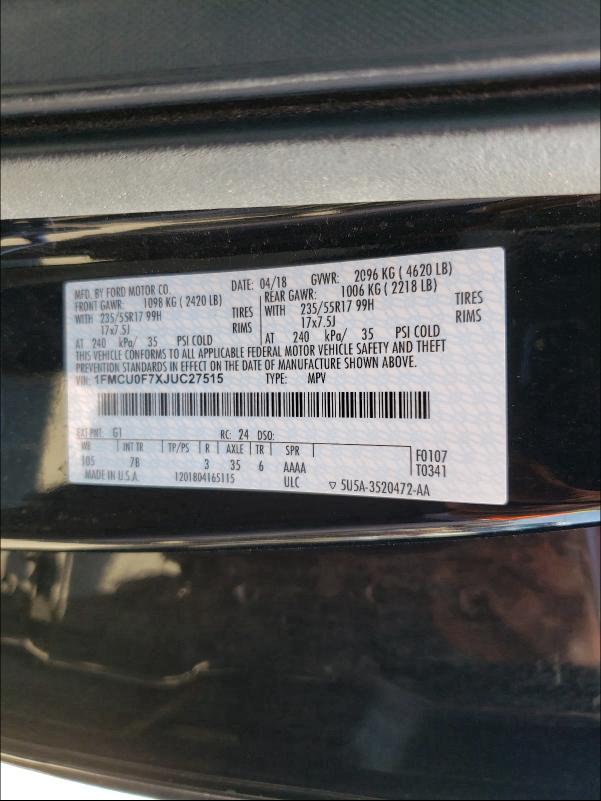 MFD. BY FORD MOTOR CO. DATE: 04/18 GVWR: 2096 KG ( 4620 LB)
FRONT GAWR: 1098 KG ( 2420 LB) REAR GAWR: 1006 KG ( 2218 LB)
WITH 235/55R17 99H TIRES WITH 235/55R17 99H TIRES
17x7.5J RIMS 17x7.5J RIMS
AT 240 kPa/ 35 PSI COLD AT 240 kPa/ 35 PSI COLD
THIS VEHICLE CONFORMS TO ALL APPLICABLE FEDERAL MOTOR VEHICLE SAFETY AND THEFT
PREVENTION STANDARDS IN EFFECT ON THE DATE OF MANUFACTURE SHOWN ABOVE.
VIN: 1FMCU0F7XJUC27515 TYPE: MPV
EXT PNT: G1 RC: 24 DSO:
WB INT TR TP/PS R AXLE TR SPR F0107
105 7B 3 35 6 AAAA T0341
MADE IN U.S.A. 1201804165115 ULC ▽ 5U5A-3520472-AA